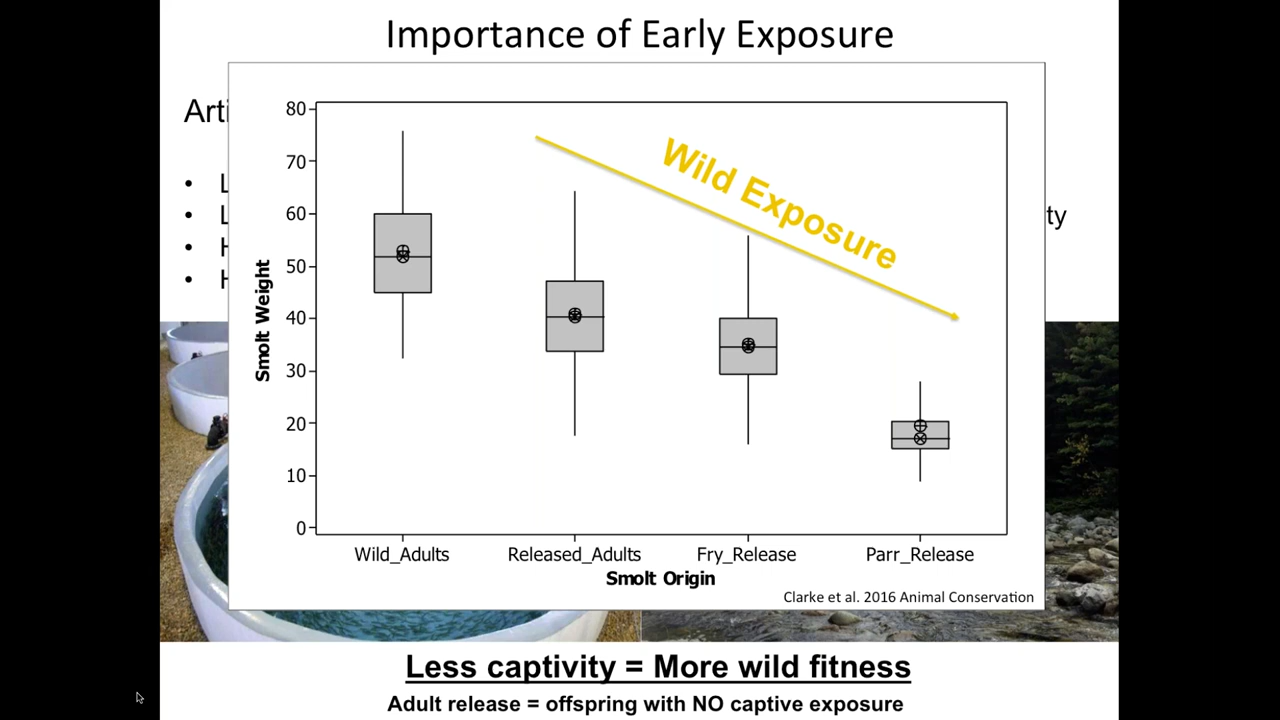 Importance of Early Exposure
80
70
60
50
40
30
20
10
0
Smolt Weight
Wild Exposure
Wild_Adults
Released_Adults
Fry_Release
Parr_Release
Smolt Origin
Clarke et al. 2016 Animal Conservation
Less captivity = More wild fitness
Adult release = offspring with NO captive exposure